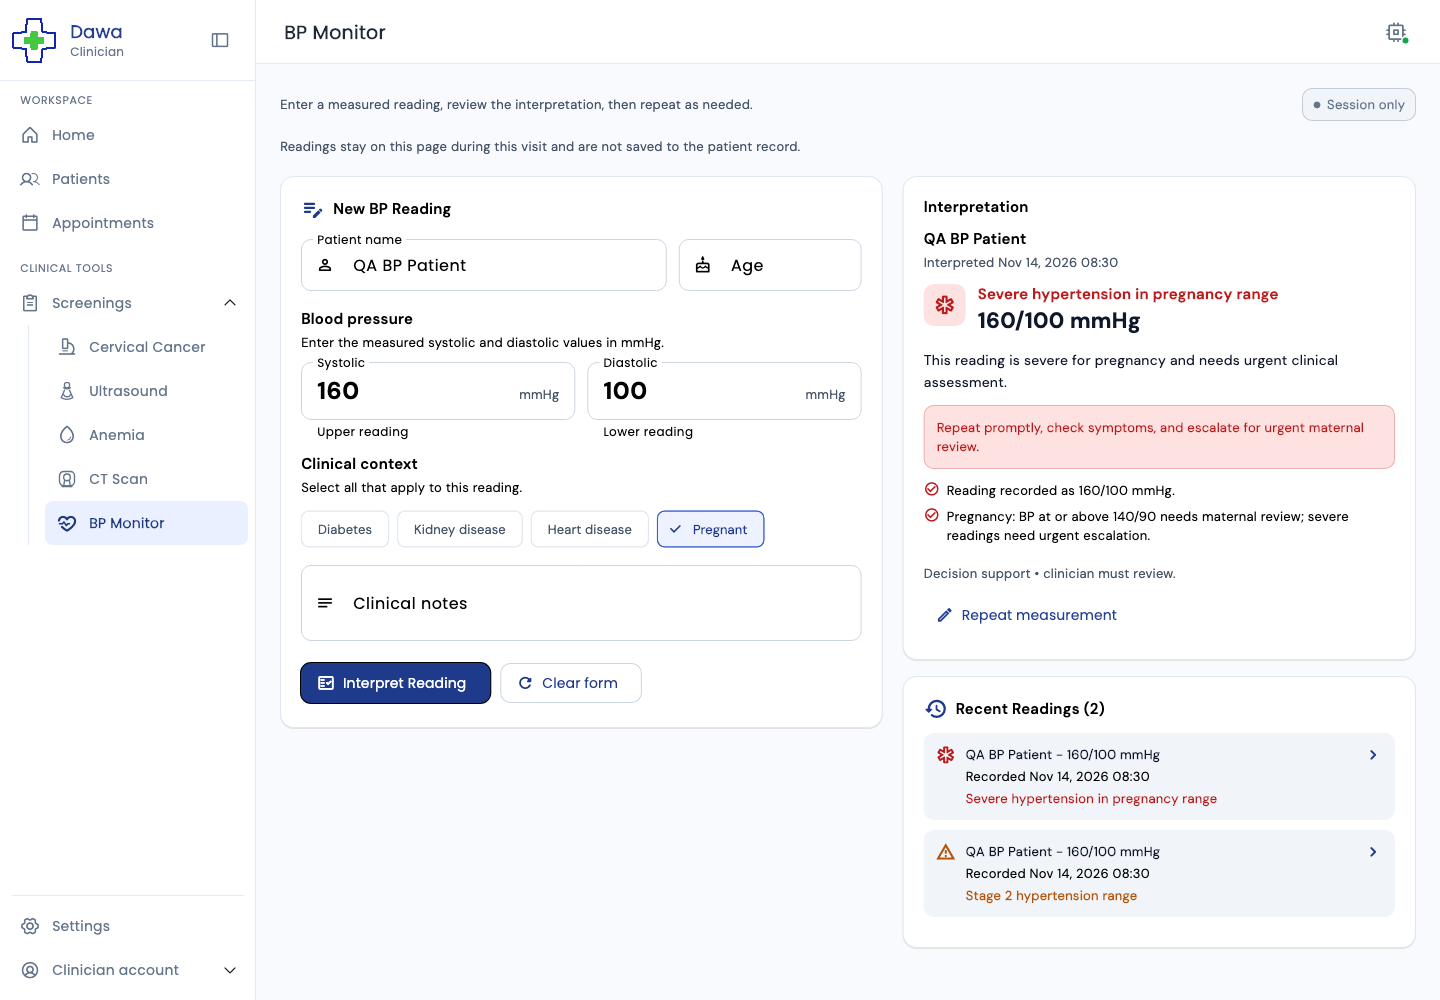 Dawa
Clinician
BP Monitor
WORKSPACE
Home
Patients
Appointments
CLINICAL TOOLS
Screenings
Cervical Cancer
Ultrasound
Anemia
CT Scan
BP Monitor
Settings
Clinician account
Enter a measured reading, review the interpretation, then repeat as needed.
Session only
Readings stay on this page during this visit and are not saved to the patient record.
New BP Reading
Patient name
QA BP Patient
Age
Blood pressure
Enter the measured systolic and diastolic values in mmHg.
Systolic
160 mmHg
Upper reading
Diastolic
100 mmHg
Lower reading
Clinical context
Select all that apply to this reading.
Diabetes
Kidney disease
Heart disease
Pregnant
Clinical notes
Interpret Reading
Clear form
Interpretation
QA BP Patient
Interpreted Nov 14, 2026 08:30
Severe hypertension in pregnancy range
160/100 mmHg
This reading is severe for pregnancy and needs urgent clinical
assessment.
Repeat promptly, check symptoms, and escalate for urgent maternal
review.
Reading recorded as 160/100 mmHg.
Pregnancy: BP at or above 140/90 needs maternal review; severe
readings need urgent escalation.
Decision support • clinician must review.
Repeat measurement
Recent Readings (2)
QA BP Patient - 160/100 mmHg
Recorded Nov 14, 2026 08:30
Severe hypertension in pregnancy range
QA BP Patient - 160/100 mmHg
Recorded Nov 14, 2026 08:30
Stage 2 hypertension range